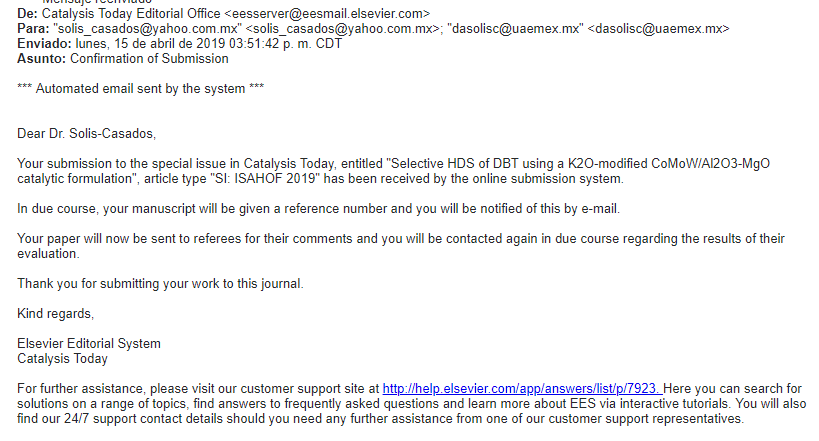 Mensaje reenviado
De: Catalysis Today Editorial Office <eesserver@eesmail.elsevier.com>
Para: "solis_casados@yahoo.com.mx" <solis_casados@yahoo.com.mx>; "dasolisc@uaemex.mx" <dasolisc@uaemex.mx>
Enviado: lunes, 15 de abril de 2019 03:51:42 p. m. CDT
Asunto: Confirmation of Submission
*** Automated email sent by the system ***
Dear Dr. Solis-Casados,
Your submission to the special issue in Catalysis Today, entitled "Selective HDS of DBT using a K2O-modified CoMoW/Al2O3-MgO
catalytic formulation", article type "SI: ISAHOF 2019" has been received by the online submission system.
In due course, your manuscript will be given a reference number and you will be notified of this by e-mail.
Your paper will now be sent to referees for their comments and you will be contacted again in due course regarding the results of their
evaluation.
Thank you for submitting your work to this journal.
Kind regards,
Elsevier Editorial System
Catalysis Today
For further assistance, please visit our customer support site at http://help.elsevier.com/app/answers/list/p/7923. Here you can search for
solutions on a range of topics, find answers to frequently asked questions and learn more about EES via interactive tutorials. You will also
find our 24/7 support contact details should you need any further assistance from one of our customer support representatives.